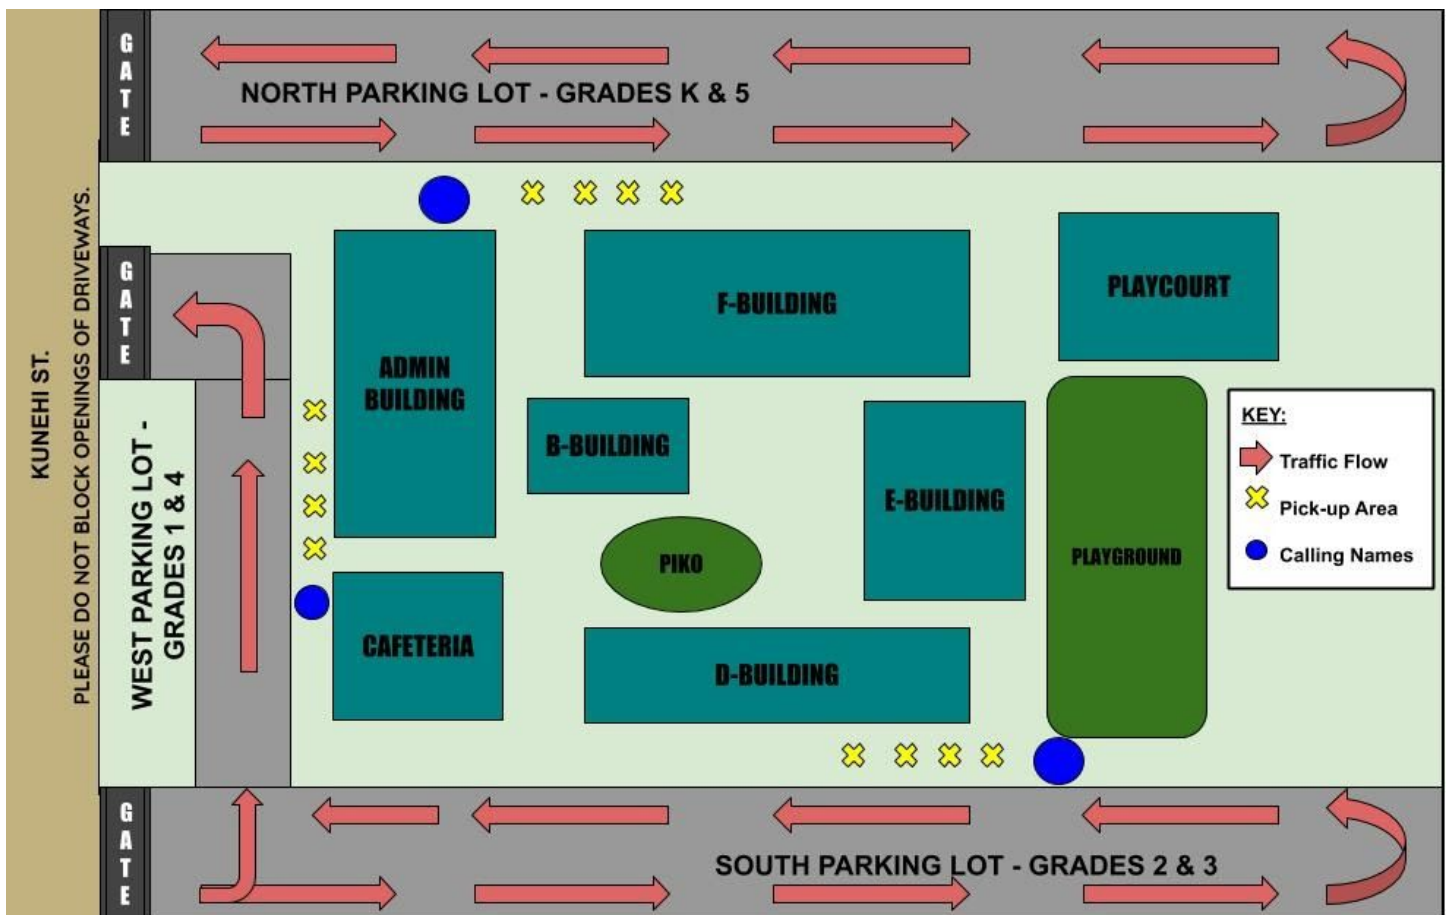 GATE
NORTH PARKING LOT - GRADES K & 5
KUNEHI ST.
PLEASE DO NOT BLOCK OPENINGS OF DRIVEWAYS.
GATE
WEST PARKING LOT -
GRADES 1 & 4
ADMIN
BUILDING
F-BUILDING
PLAYCOURT
B-BUILDING
E-BUILDING
PIKO
PLAYGROUND
CAFETERIA
D-BUILDING
KEY:
Traffic Flow
Pick-up Area
Calling Names
GATE
SOUTH PARKING LOT - GRADES 2 & 3